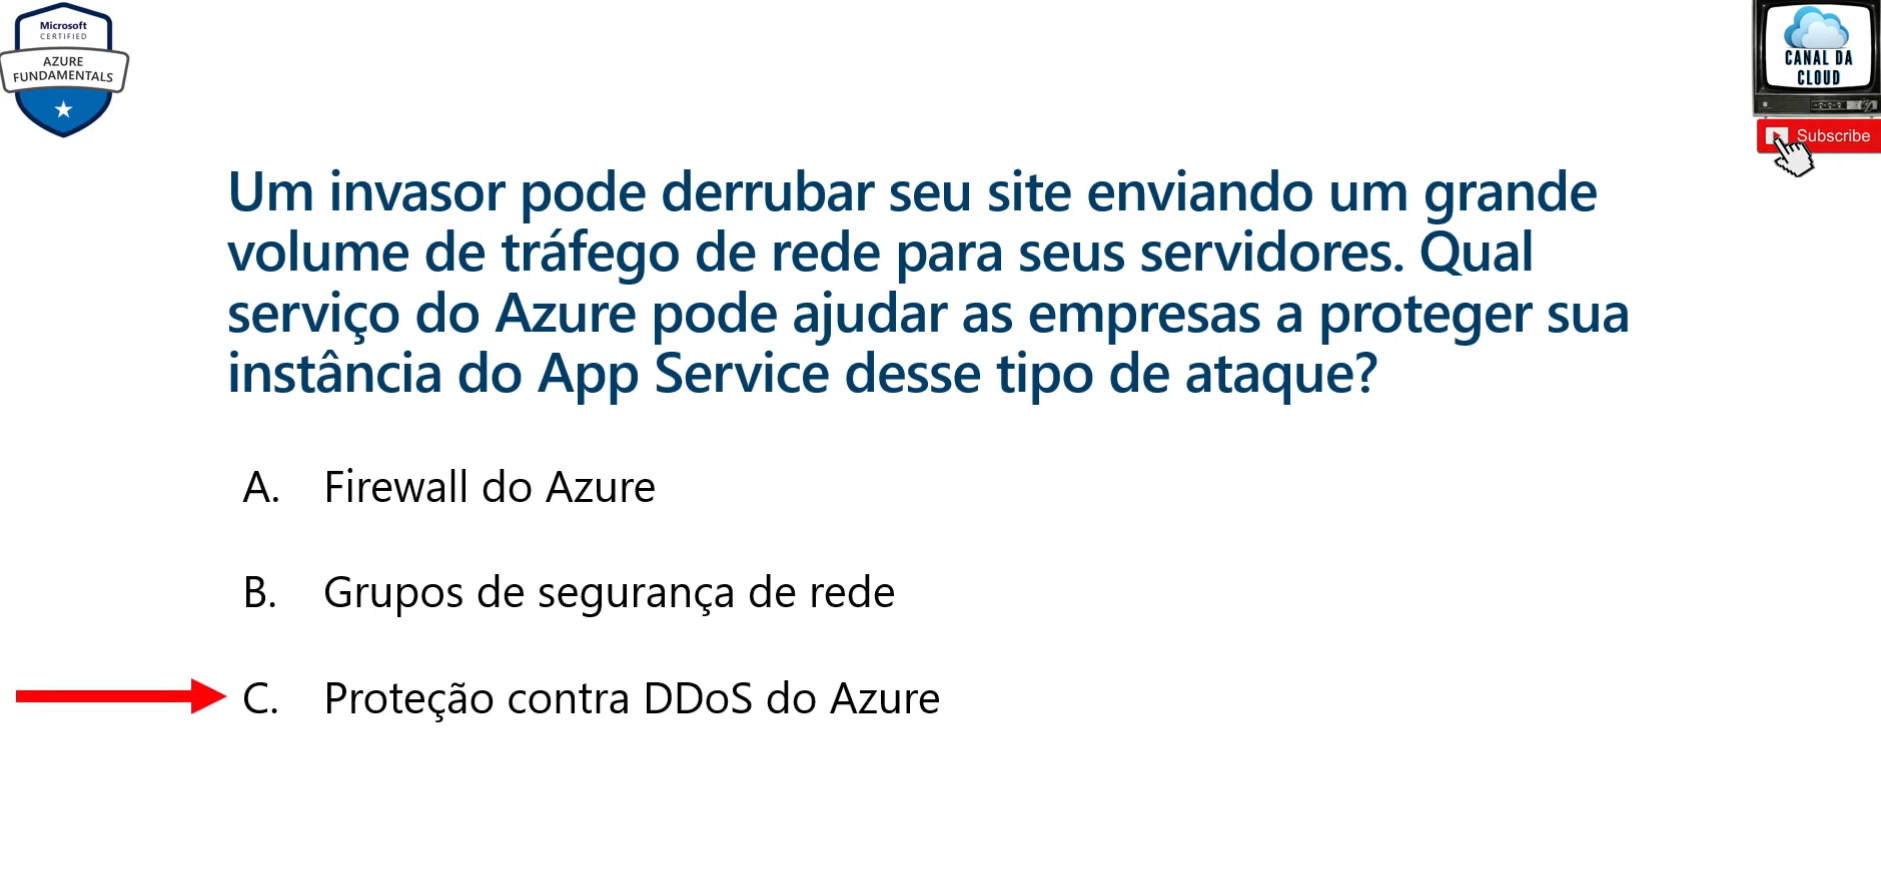 Microsoft
CERTIFIED
AZURE
FUNDAMENTALS
CANAL DA
CLOUD
Subscribe
Um invasor pode derrubar seu site enviando um grande
volume de tráfego de rede para seus servidores. Qual
serviço do Azure pode ajudar as empresas a proteger sua
instância do App Service desse tipo de ataque?
A. Firewall do Azure
B. Grupos de segurança de rede
C. Proteção contra DDoS do Azure